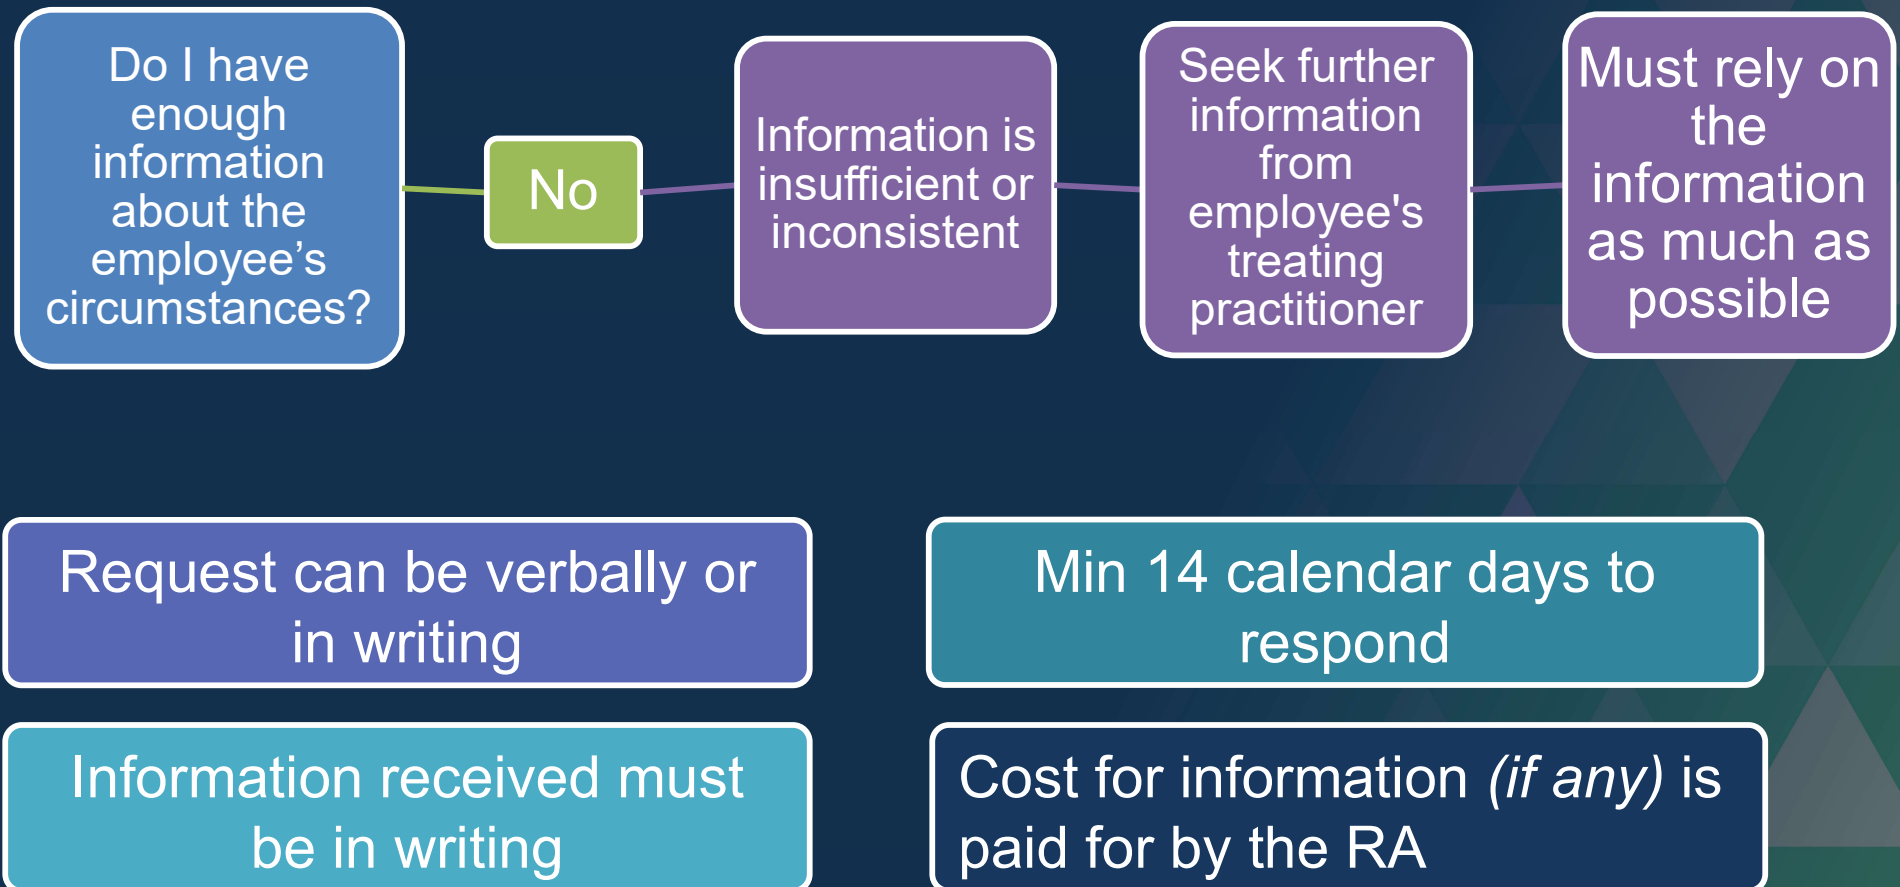 Do I have
enough
information
about the
employee’s
circumstances?
No
Information is
insufficient or
inconsistent
Seek further
information
from
employee's
treating
practitioner
Must rely on
the
information
as much as
possible
Request can be verbally or
in writing
Min 14 calendar days to
respond
Information received must
be in writing
Cost for information (if any) is
paid for by the RA